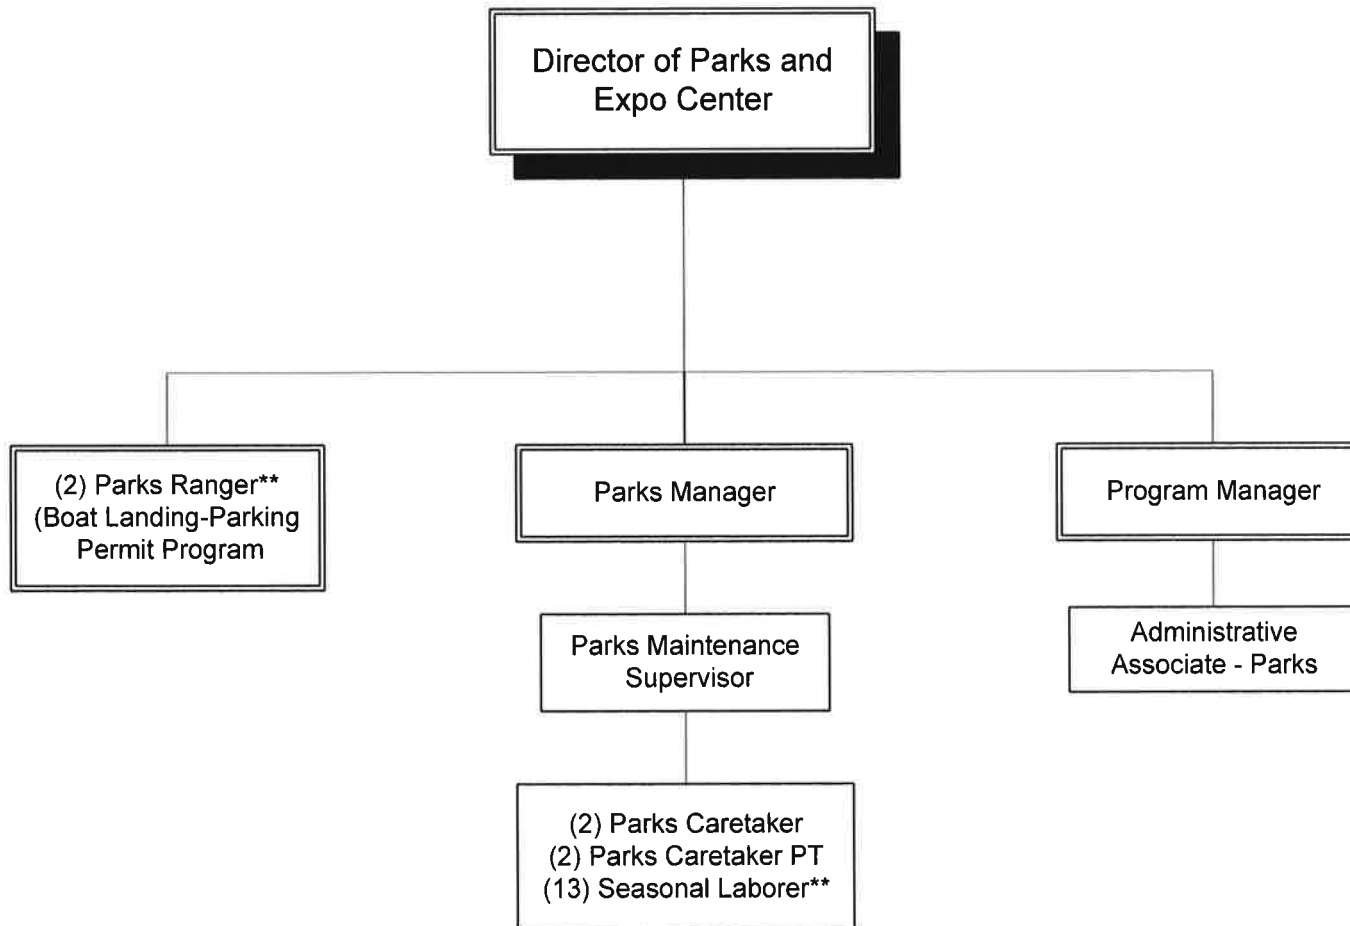 Director of Parks and
Expo Center
(2) Parks Ranger**
(Boat Landing-Parking
Permit Program
Parks Manager
Program Manager
Parks Maintenance
Supervisor
Administrative
Associate - Parks
(2) Parks Caretaker
(2) Parks Caretaker PT
(13) Seasonal Laborer**